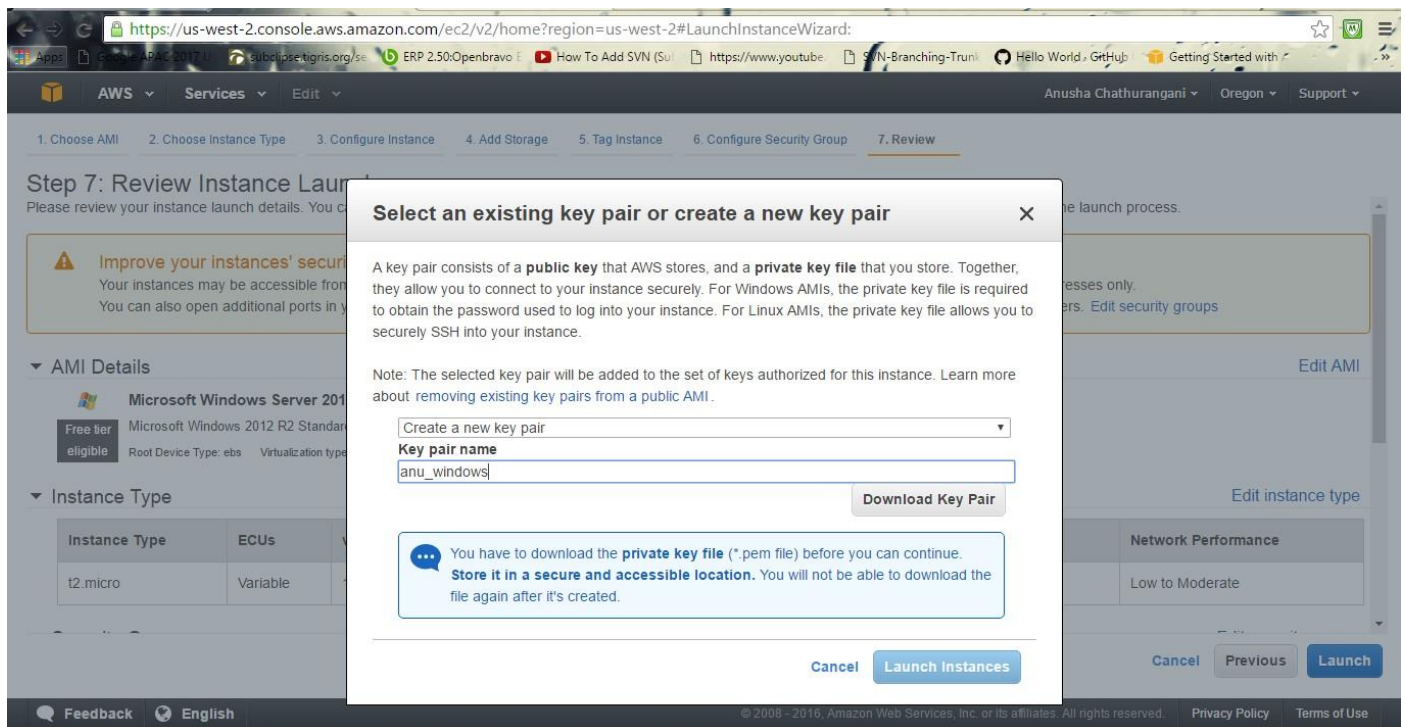 https://us-west-2.console.aws.amazon.com/ec2/v2/home?region=us-west-2#LaunchInstanceWizard:
Apps Google APAC 2017 U subclipse.tigris.org/se ERP 2.50:Openbravo E How To Add SVN (Su https://www.youtube. SVN-Branching-Trun Hello World · GitHub Getting Started with
AWS Services Edit Anusha Chathurangani Oregon Support
1. Choose AMI 2. Choose Instance Type 3. Configure Instance 4. Add Storage 5. Tag Instance 6. Configure Security Group 7. Review
Step 7: Review Instance Laun
Please review your instance launch details. You ca he launch process.
Select an existing key pair or create a new key pair
Improve your instances' securi
Your instances may be accessible from resses only.
You can also open additional ports in y ers. Edit security groups
A key pair consists of a public key that AWS stores, and a private key file that you store. Together,
they allow you to connect to your instance securely. For Windows AMIs, the private key file is required
to obtain the password used to log into your instance. For Linux AMIs, the private key file allows you to
securely SSH into your instance.
AMI Details Edit AMI
Note: The selected key pair will be added to the set of keys authorized for this instance. Learn more
about removing existing key pairs from a public AMI.
Microsoft Windows Server 201
Free tier
eligible
Microsoft Windows 2012 R2 Standar
Root Device Type: ebs Virtualization type
Create a new key pair
Key pair name
anu_windows
Download Key Pair
Instance Type Edit instance type
Instance Type ECUs Network Performance
t2.micro Variable Low to Moderate
You have to download the private key file (*.pem file) before you can continue.
Store it in a secure and accessible location. You will not be able to download the
file again after it's created.
Cancel Launch Instances
Cancel Previous Launch
Feedback English © 2008 - 2016, Amazon Web Services, Inc. or its affiliates. All rights reserved. Privacy Policy Terms of Use